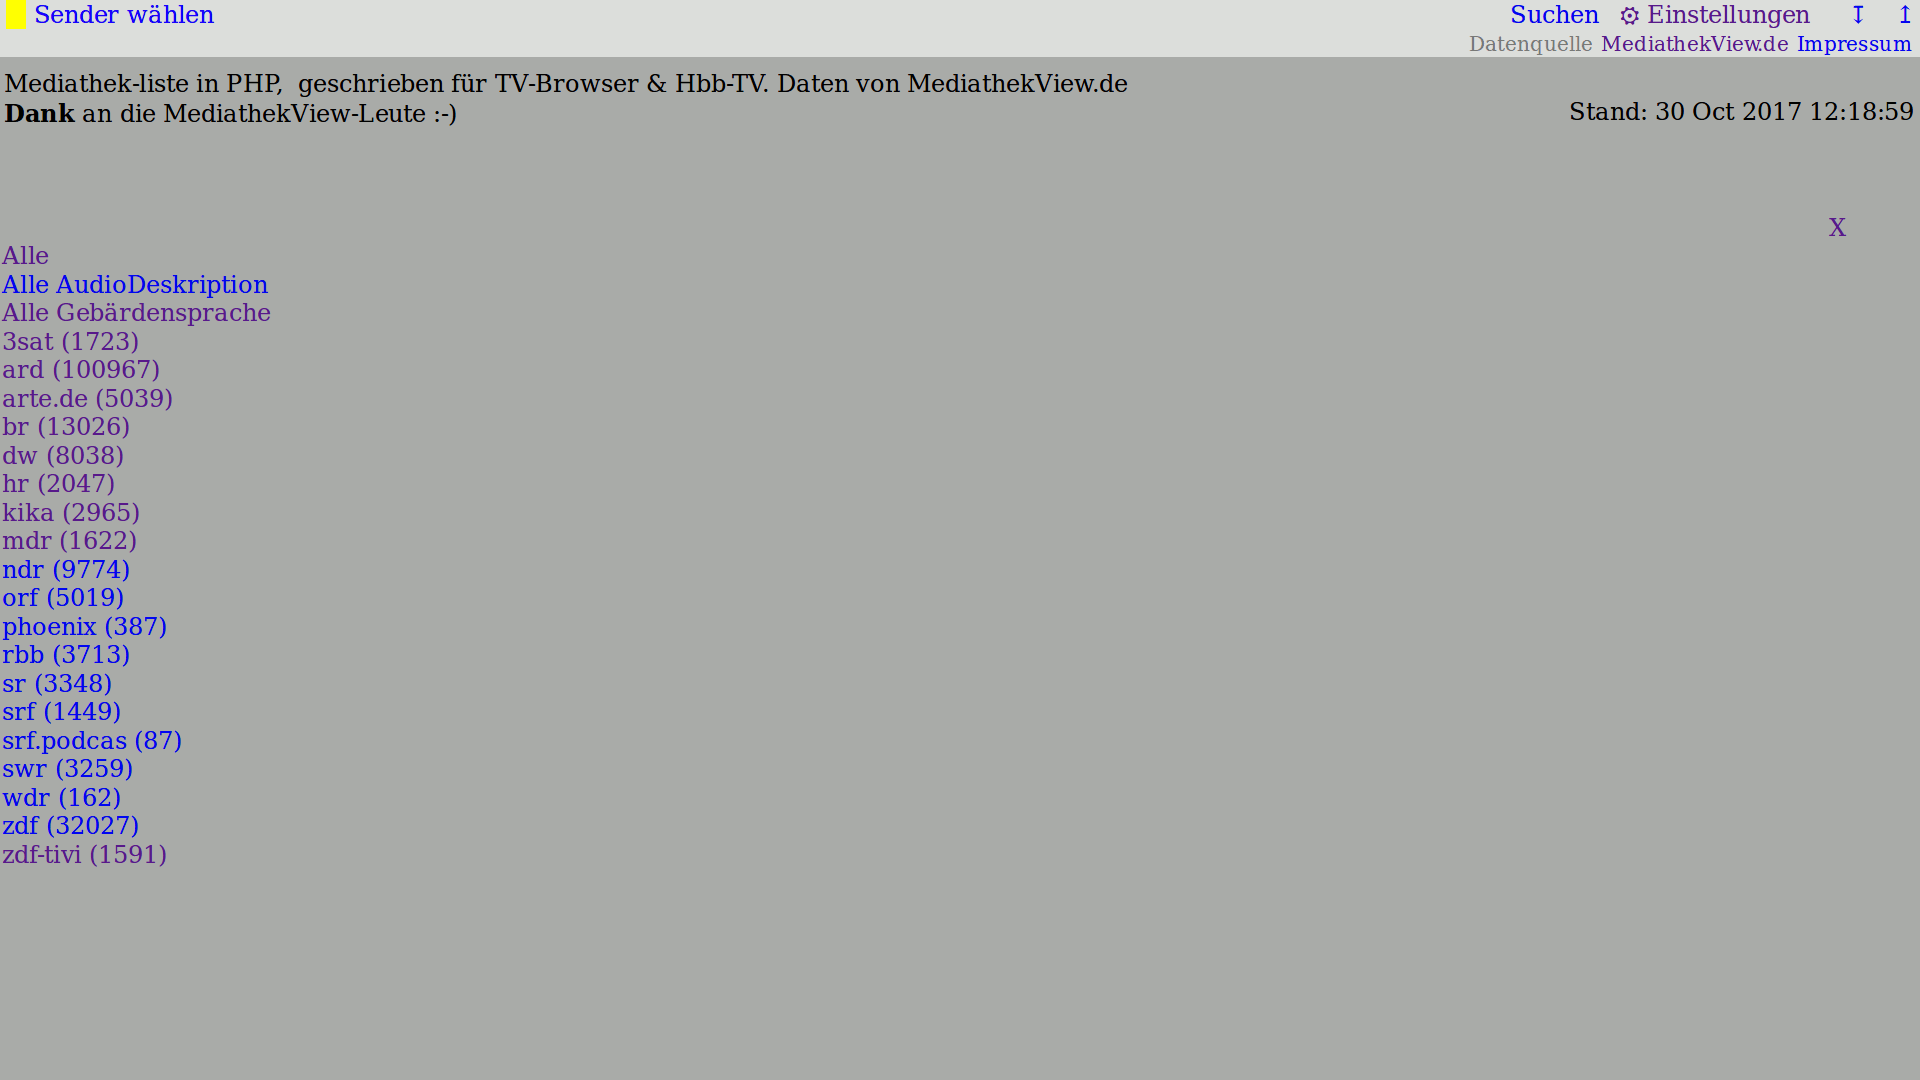 Sender wählen
Suchen ⚙ Einstellungen ↧ ↥
Datenquelle MediathekView.de Impressum
Mediathek-liste in PHP,  geschrieben für TV-Browser & Hbb-TV. Daten von MediathekView.de
Dank an die MediathekView-Leute :-)
Stand: 30 Oct 2017 12:18:59
X
Alle
Alle AudioDeskription
Alle Gebärdensprache
3sat (1723)
ard (100967)
arte.de (5039)
br (13026)
dw (8038)
hr (2047)
kika (2965)
mdr (1622)
ndr (9774)
orf (5019)
phoenix (387)
rbb (3713)
sr (3348)
srf (1449)
srf.podcas (87)
swr (3259)
wdr (162)
zdf (32027)
zdf-tivi (1591)